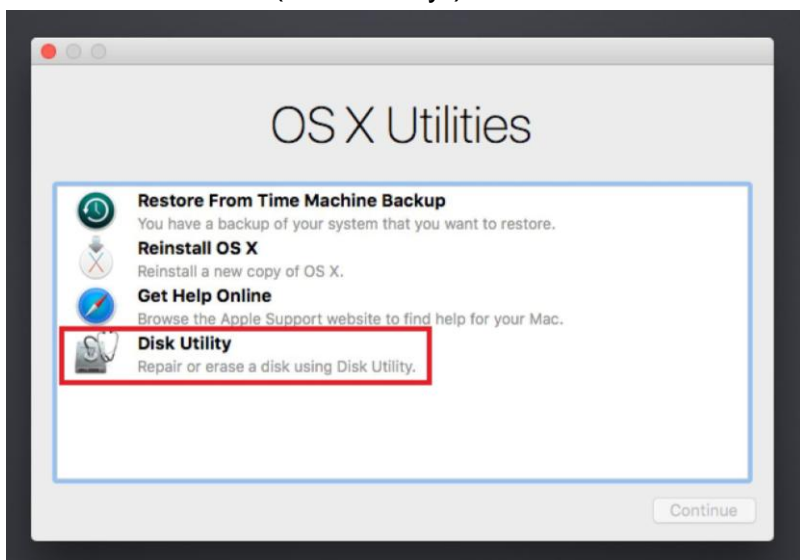 OS X Utilities
Restore From Time Machine Backup
You have a backup of your system that you want to restore.
Reinstall OS X
Reinstall a new copy of OS X.
Get Help Online
Browse the Apple Support website to find help for your Mac.
Disk Utility
Repair or erase a disk using Disk Utility.
Continue